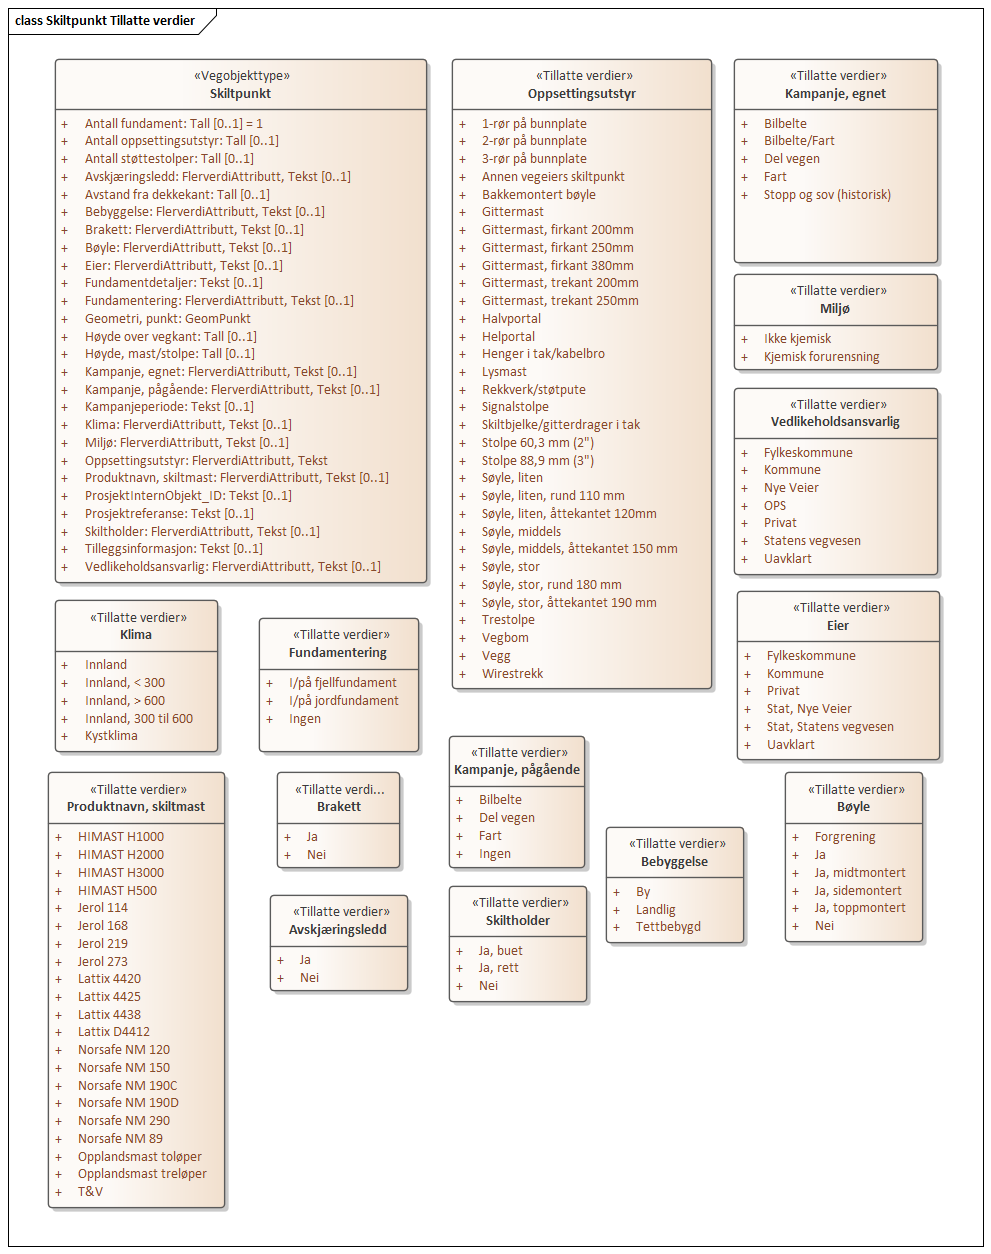 class Skiltpunkt Tillatte verdier
«Vegobjekttype»
Skiltpunkt
+ Antall fundament: Tall [0..1] = 1
+ Antall oppsettingsutstyr: Tall [0..1]
+ Antall støttestolper: Tall [0..1]
+ Avskjæringsledd: FlerverdiAttributt, Tekst [0..1]
+ Avstand fra dekkekant: Tall [0..1]
+ Bebyggelse: FlerverdiAttributt, Tekst [0..1]
+ Brakett: FlerverdiAttributt, Tekst [0..1]
+ Bøyle: FlerverdiAttributt, Tekst [0..1]
+ Eier: FlerverdiAttributt, Tekst [0..1]
+ Fundamentdetaljer: Tekst [0..1]
+ Fundamentering: FlerverdiAttributt, Tekst [0..1]
+ Geometri, punkt: GeomPunkt
+ Høyde over vegkant: Tall [0..1]
+ Høyde, mast/stolpe: Tall [0..1]
+ Kampanje, egnet: FlerverdiAttributt, Tekst [0..1]
+ Kampanje, pågående: FlerverdiAttributt, Tekst [0..1]
+ Kampanjeperiode: Tekst [0..1]
+ Klima: FlerverdiAttributt, Tekst [0..1]
+ Miljø: FlerverdiAttributt, Tekst [0..1]
+ Oppsettingsutstyr: FlerverdiAttributt, Tekst
+ Produktnavn, skiltmast: FlerverdiAttributt, Tekst [0..1]
+ ProsjektInternObjekt_ID: Tekst [0..1]
+ Prosjektreferanse: Tekst [0..1]
+ Skiltholder: FlerverdiAttributt, Tekst [0..1]
+ Tilleggsinformasjon: Tekst [0..1]
+ Vedlikeholdsansvarlig: FlerverdiAttributt, Tekst [0..1]
«Tillatte verdier»
Oppsettingsutstyr
+ 1-rør på bunnplate
+ 2-rør på bunnplate
+ 3-rør på bunnplate
+ Annen vegeiers skiltpunkt
+ Bakkemontert bøyle
+ Gittermast
+ Gittermast, firkant 200mm
+ Gittermast, firkant 250mm
+ Gittermast, firkant 380mm
+ Gittermast, trekant 200mm
+ Gittermast, trekant 250mm
+ Halvportal
+ Helportal
+ Henger i tak/kabelbro
+ Lysmast
+ Rekkverk/støtpute
+ Signalstolpe
+ Skiltbjelke/gitterdrager i tak
+ Stolpe 60,3 mm (2")
+ Stolpe 88,9 mm (3")
+ Søyle, liten
+ Søyle, liten, rund 110 mm
+ Søyle, liten, åttekantet 120mm
+ Søyle, middels
+ Søyle, middels, åttekantet 150 mm
+ Søyle, stor
+ Søyle, stor, rund 180 mm
+ Søyle, stor, åttekantet 190 mm
+ Trestolpe
+ Vegbom
+ Vegg
+ Wirestrekk
«Tillatte verdier»
Kampanje, egnet
+ Bilbelte
+ Bilbelte/Fart
+ Del vegen
+ Fart
+ Stopp og sov (historisk)
«Tillatte verdier»
Miljø
+ Ikke kjemisk
+ Kjemisk forurensning
«Tillatte verdier»
Vedlikeholdsansvarlig
+ Fylkeskommune
+ Kommune
+ Nye Veier
+ OPS
+ Privat
+ Statens vegvesen
+ Uavklart
«Tillatte verdier»
Klima
+ Innland
+ Innland, < 300
+ Innland, > 600
+ Innland, 300 til 600
+ Kystklima
«Tillatte verdier»
Fundamentering
+ I/på fjellfundament
+ I/på jordfundament
+ Ingen
«Tillatte verdier»
Eier
+ Fylkeskommune
+ Kommune
+ Privat
+ Stat, Nye Veier
+ Stat, Statens vegvesen
+ Uavklart
«Tillatte verdier»
Produktnavn, skiltmast
+ HIMAST H1000
+ HIMAST H2000
+ HIMAST H3000
+ HIMAST H500
+ Jerol 114
+ Jerol 168
+ Jerol 219
+ Jerol 273
+ Lattix 4420
+ Lattix 4425
+ Lattix 4438
+ Lattix D4412
+ Norsafe NM 120
+ Norsafe NM 150
+ Norsafe NM 190C
+ Norsafe NM 190D
+ Norsafe NM 290
+ Norsafe NM 89
+ Opplandsmast toløper
+ Opplandsmast treløper
+ T&V
«Tillatte verdi...
Brakett
+ Ja
+ Nei
«Tillatte verdier»
Avskjæringsledd
+ Ja
+ Nei
«Tillatte verdier»
Kampanje, pågående
+ Bilbelte
+ Del vegen
+ Fart
+ Ingen
«Tillatte verdier»
Skiltholder
+ Ja, buet
+ Ja, rett
+ Nei
«Tillatte verdier»
Bebyggelse
+ By
+ Landlig
+ Tettbebygd
«Tillatte verdier»
Bøyle
+ Forgrening
+ Ja
+ Ja, midtmontert
+ Ja, sidemontert
+ Ja, toppmontert
+ Nei